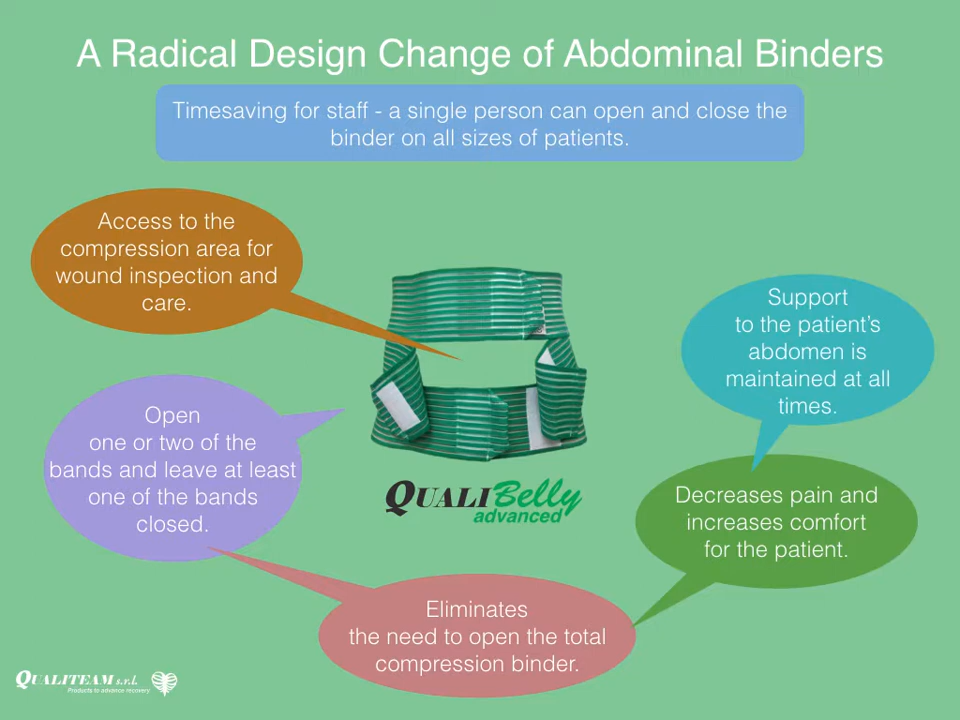 A Radical Design Change of Abdominal Binders
Timesaving for staff - a single person can open and close the
binder on all sizes of patients.
Access to the
compression area for
wound inspection and
care.
Support
to the patient’s
abdomen is
maintained at all
times.
Open
one or two of the
bands and leave at least
one of the bands
closed.
QUALIBelly
advanced
Decreases pain and
increases comfort
for the patient.
Eliminates
the need to open the total
compression binder.
QUALITEAM s.r.l.
Products to advance recovery